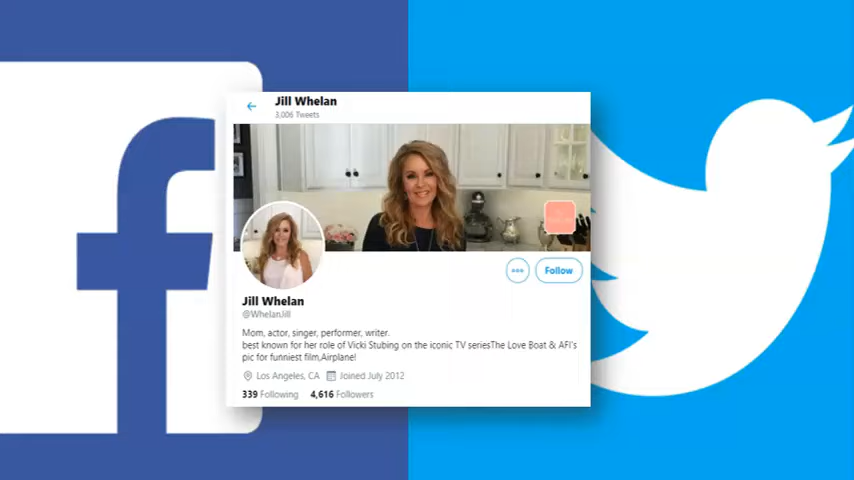 Jill Whelan
3,006 Tweets
Follow
Jill Whelan
@WhelanJill
Mom, actor, singer, performer, writer.
best known for her role of Vicki Stubing on the iconic TV seriesThe Love Boat & AFI's
pic for funniest film,Airplane!
Los Angeles, CA Joined July 2012
339 Following 4,616 Followers